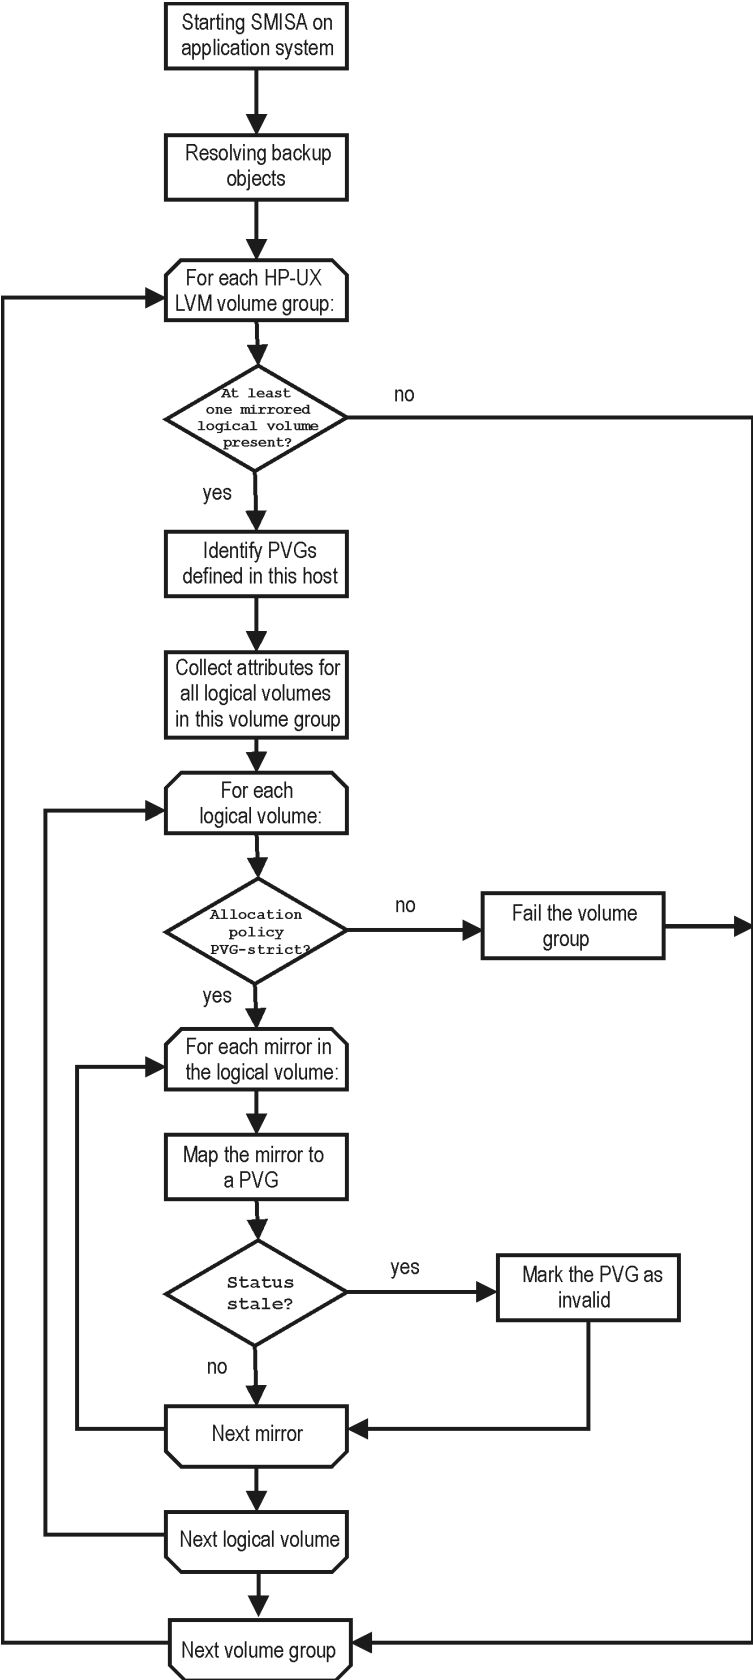 Starting SMISA on
application system
Resolving backup
objects
For each HP-UX
LVM volume group:
At least
one mirrored
logical volume
present?
no
yes
Identify PVGs
defined in this host
Collect attributes for
all logical volumes
in this volume group
For each
logical volume:
Allocation
policy
PVG-strict?
no
Fail the volume
group
yes
For each mirror in
the logical volume:
Map the mirror to
a PVG
Status
stale?
yes
Mark the PVG as
invalid
no
Next mirror
Next logical volume
Next volume group